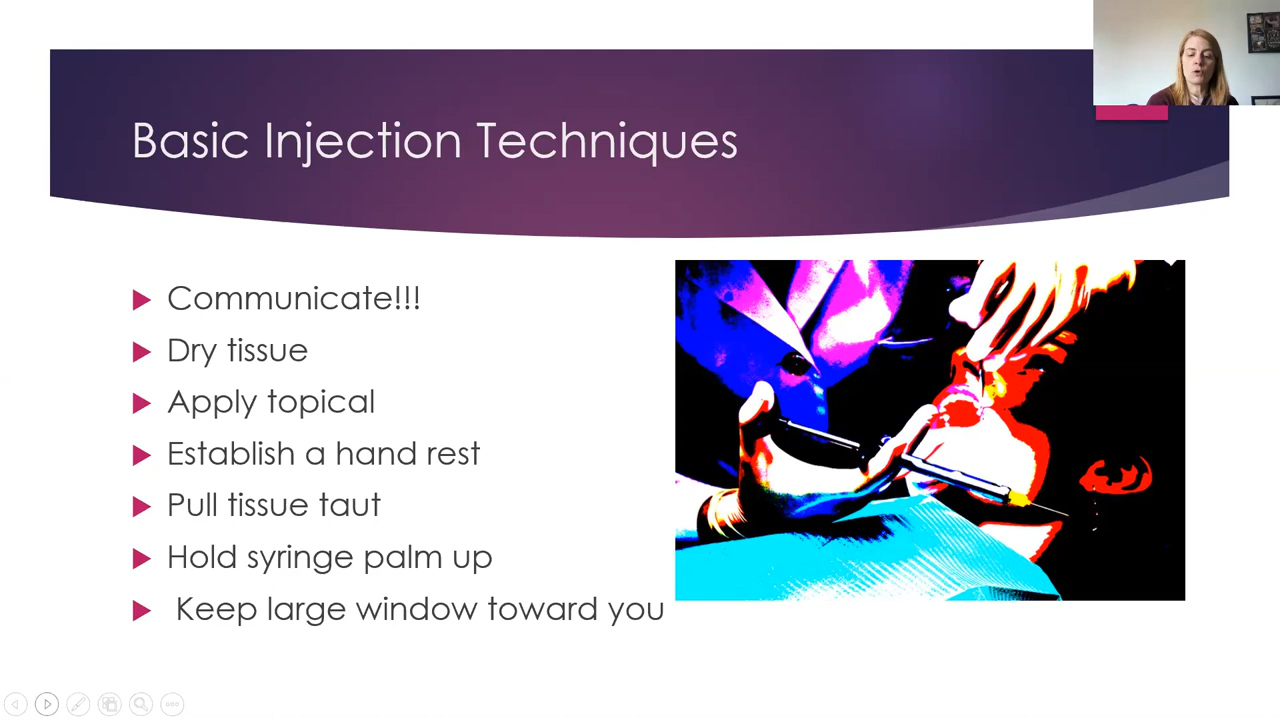 Basic Injection Techniques
Communicate!!!
Dry tissue
Apply topical
Establish a hand rest
Pull tissue taut
Hold syringe palm up
Keep large window toward you